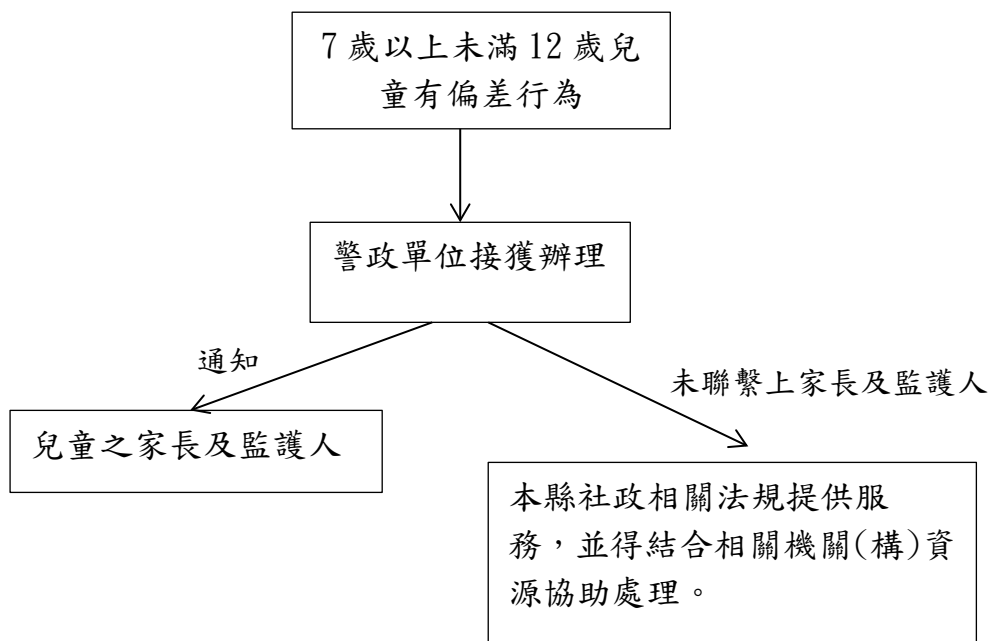 7歲以上未滿12歲兒
童有偏差行為
警政單位接獲辦理
通知
未聯繫上家長及監護人
兒童之家長及監護人
本縣社政相關法規提供服
務，並得結合相關機關(構)資
源協助處理。